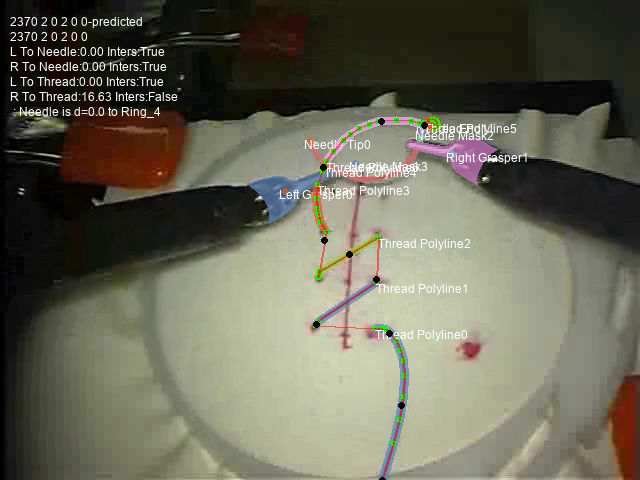 2370 2 0 2 0 0-predicted
2370 2 0 2 0 0
L To Needle:0.00 Inters:True
R To Needle:0.00 Inters:True
L To Thread:0.00 Inters:True
R To Thread:16.63 Inters:False
: Needle is d=0.0 to Ring_4
Needle Mask2
Needle Tip0
Right Grasper1
Thread Polyline3
Left Grasper0
Thread Polyline2
Thread Polyline1
Thread Polyline0